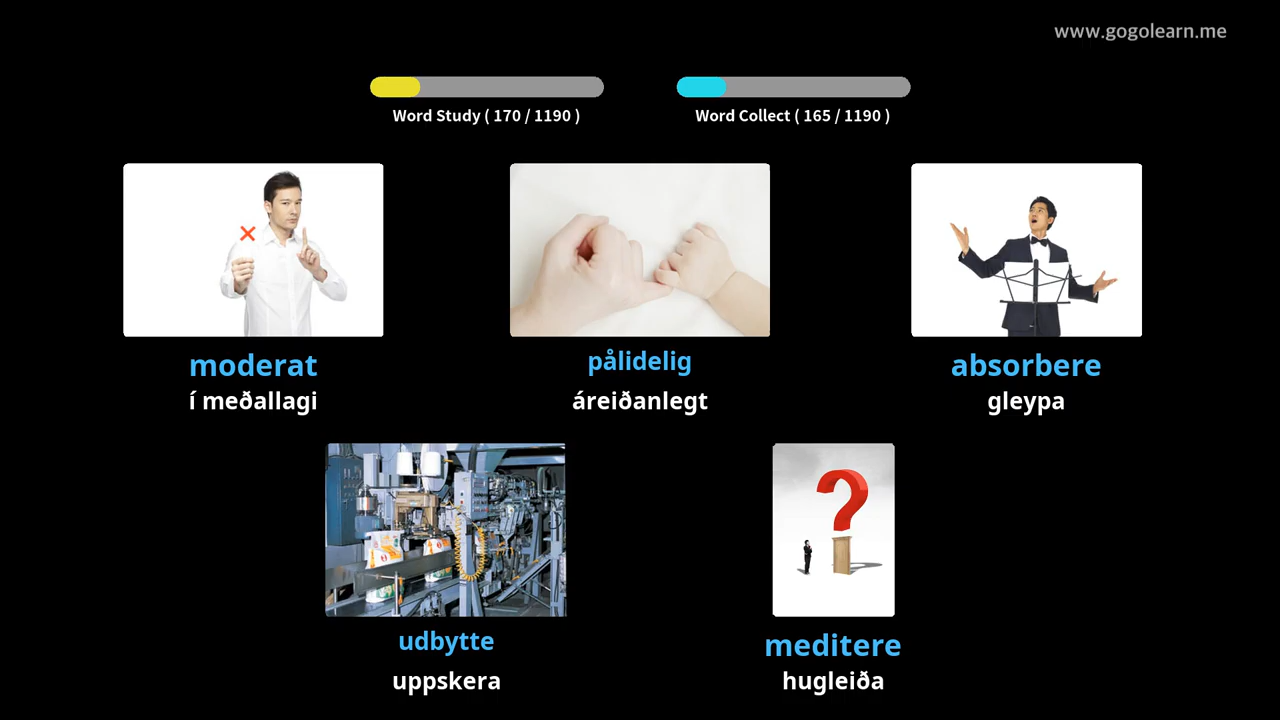 www.gogolearn.me
Word Study ( 170 / 1190 )
Word Collect ( 165 / 1190 )
moderat
í meðallagi
pålidelig
áreiðanlegt
absorbere
gleypa
udbytte
uppskera
meditere
hugleiða